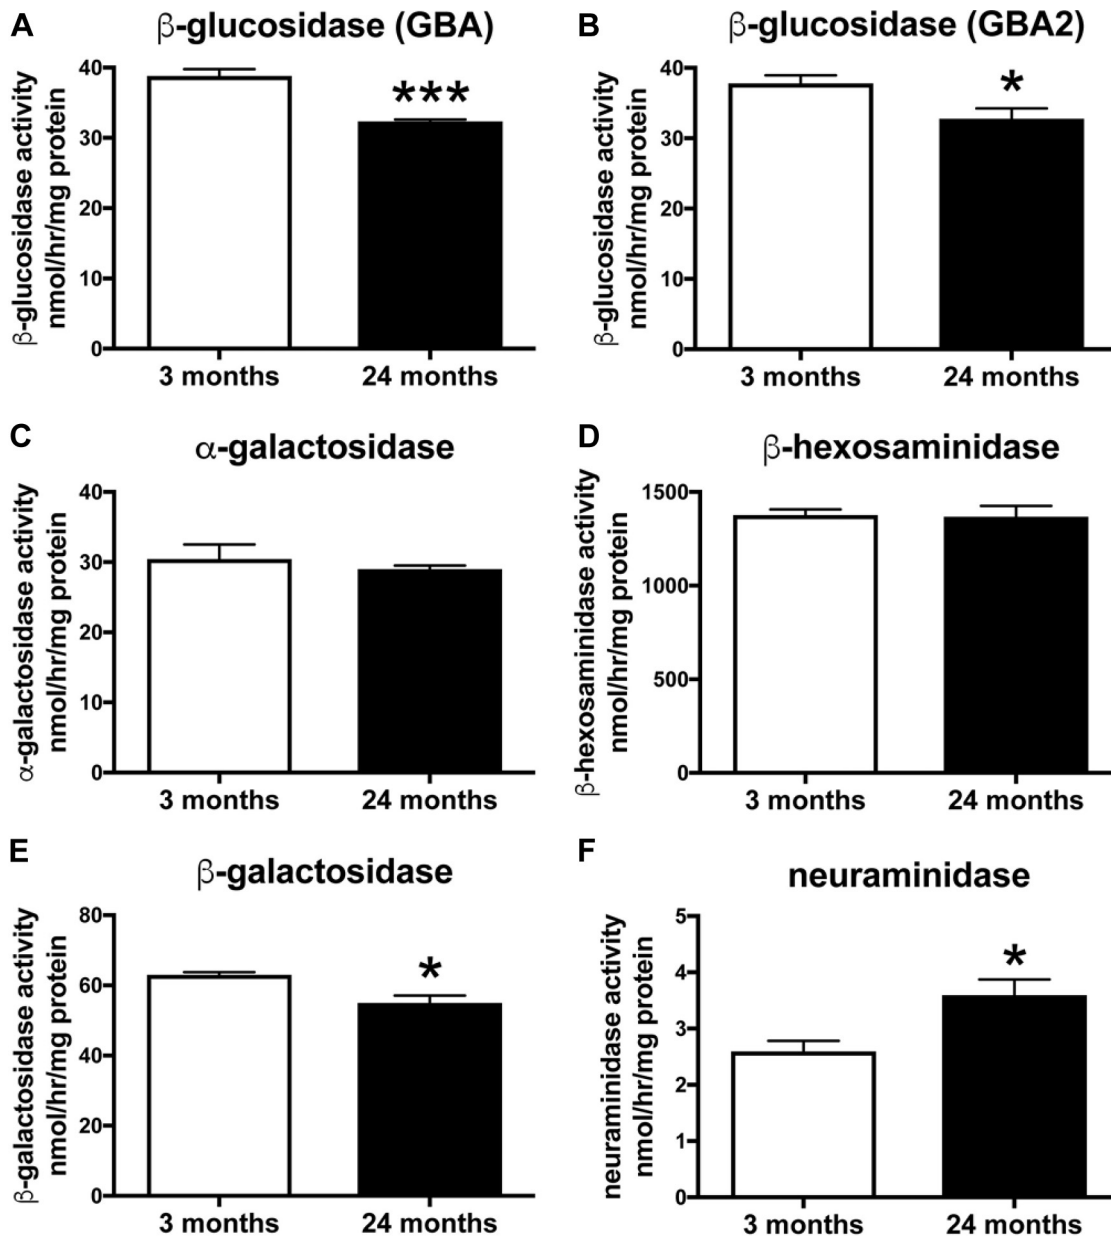 A
β-glucosidase (GBA)
β-glucosidase activity
nmol/hr/mg protein
40
30
20
10
0
***
3 months
24 months
B
β-glucosidase (GBA2)
β-glucosidase activity
nmol/hr/mg protein
40
30
20
10
0
*
3 months
24 months
C
α-galactosidase
α-galactosidase activity
nmol/hr/mg protein
40
30
20
10
0
3 months
24 months
D
β-hexosaminidase
β-hexosaminidase activity
nmol/hr/mg protein
1500
1000
500
0
3 months
24 months
E
β-galactosidase
β-galactosidase activity
nmol/hr/mg protein
80
60
40
20
0
*
3 months
24 months
F
neuraminidase
neuraminidase activity
nmol/hr/mg protein
5
4
3
2
1
0
*
3 months
24 months